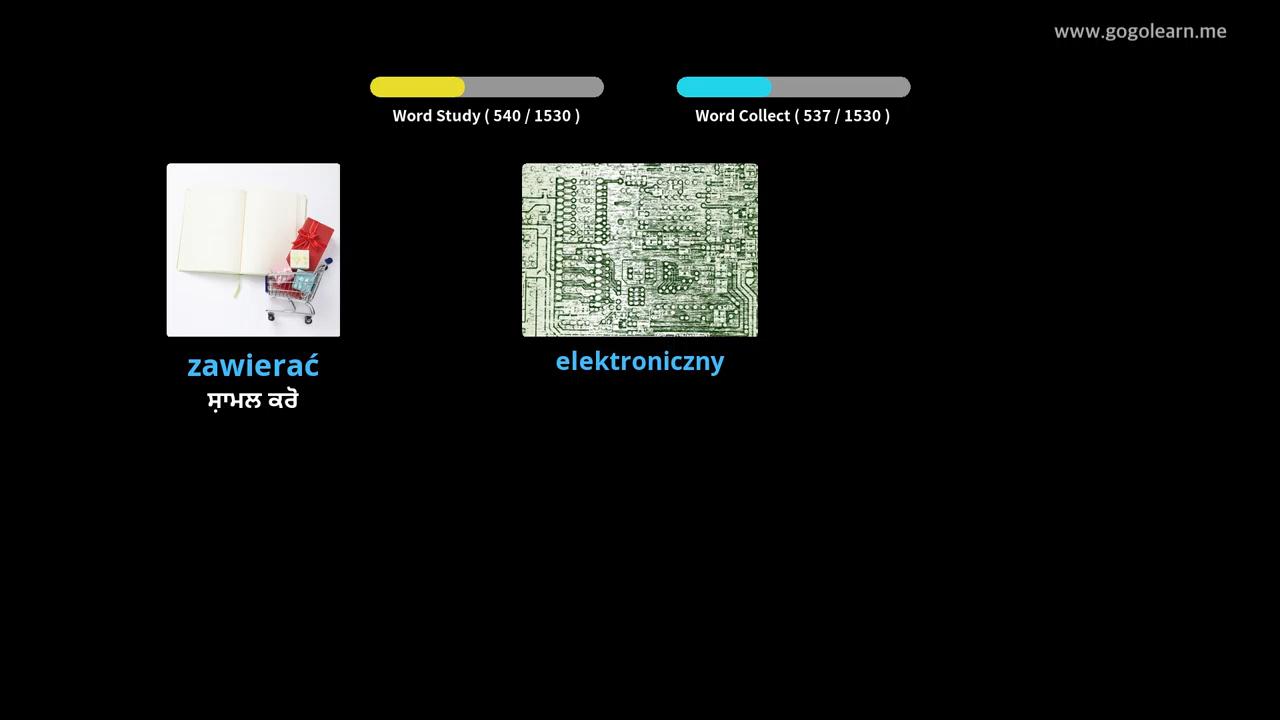 www.gogolearn.me
Word Study ( 540 / 1530 )
Word Collect ( 537 / 1530 )
zawierać
ਸ਼ਾਮਲ ਕਰੋ
elektroniczny